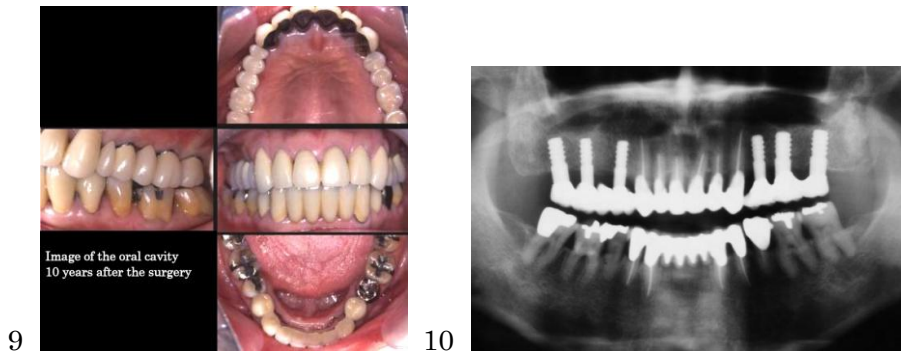 Image of the oral cavity
10 years after the surgery
9
10